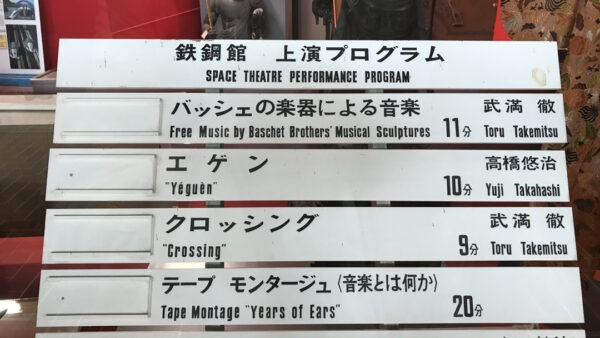 鉄鋼館　上演プログラム
SPACE THEATRE PERFORMANCE PROGRAM
バッシェの楽器による音楽 武満 徹
Free Music by Baschet Brothers' Musical Sculptures 11分 Toru Takemitsu
エゲン 高橋悠治
"Yéguèn" 10分 Yuji Takahashi
クロッシング 武満 徹
"Crossing" 9分 Toru Takemitsu
テープ モンタージュ(音楽とは何か)
Tape Montage "Years of Ears" 20分